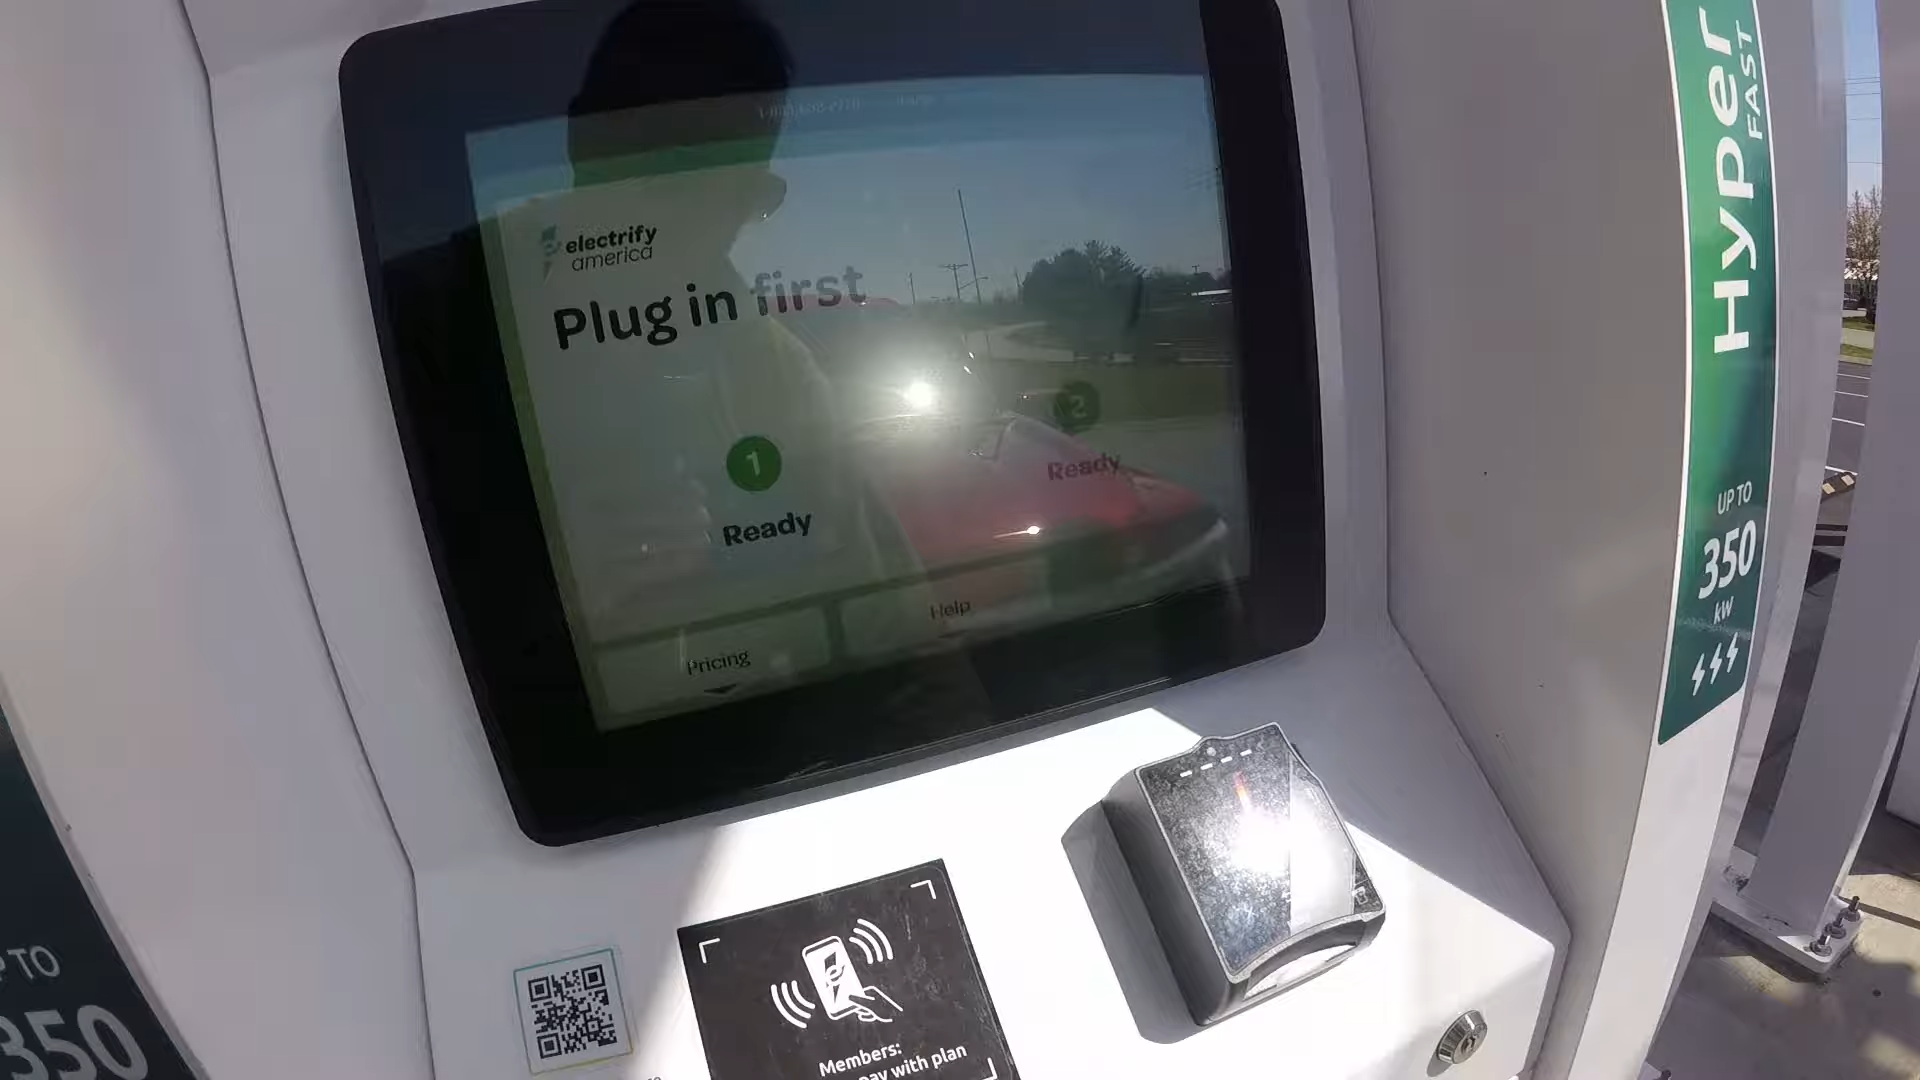 electrify
america
Plug in first
1
2
Ready
Ready
Help
Pricing
Hyper
FAST
UP TO
350
kW
TO
350
Members:
pay with plan